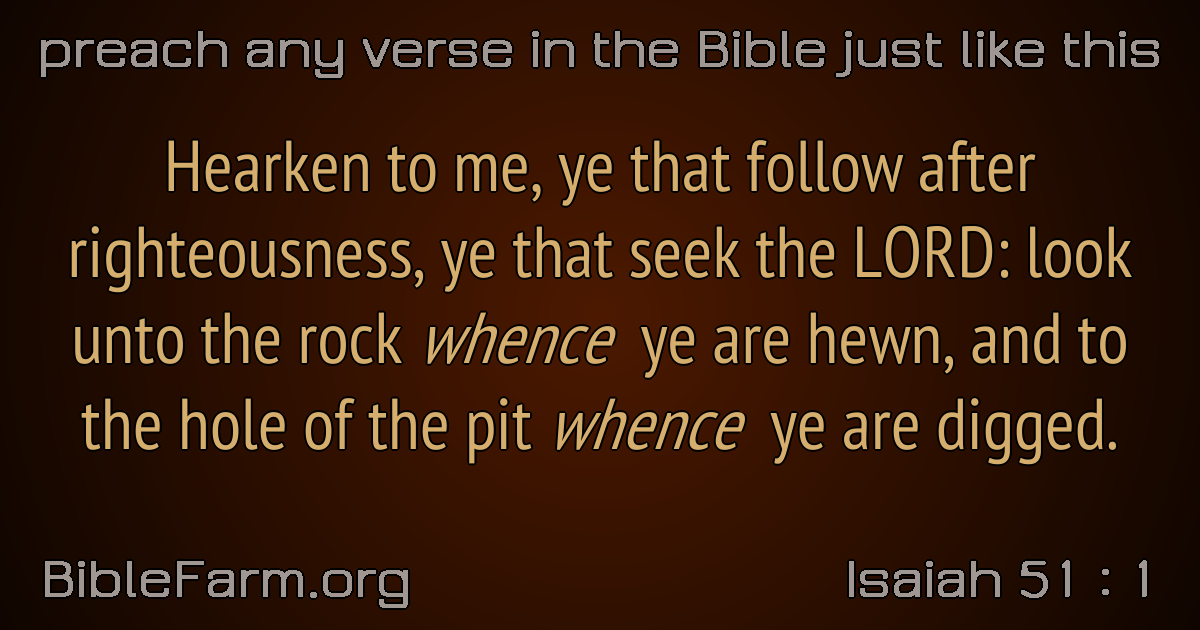 preach any verse in the Bible just like this
Hearken to me, ye that follow after
righteousness, ye that seek the LORD: look
unto the rock whence ye are hewn, and to
the hole of the pit whence ye are digged.
BibleFarm.org
Isaiah 51 : 1